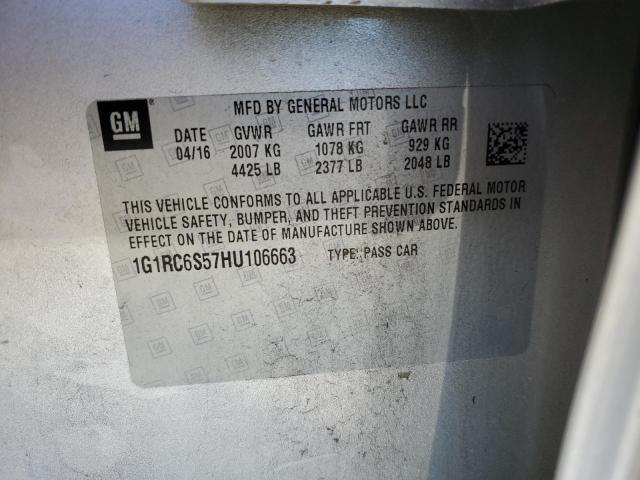 GM
MFD BY GENERAL MOTORS LLC
DATE GVWR GAWR FRT GAWR RR
04/16 2007 KG 1078 KG 929 KG
4425 LB 2377 LB 2048 LB
THIS VEHICLE CONFORMS TO ALL APPLICABLE U.S. FEDERAL MOTOR
VEHICLE SAFETY, BUMPER, AND THEFT PREVENTION STANDARDS IN
EFFECT ON THE DATE OF MANUFACTURE SHOWN ABOVE.
1G1RC6S57HU106663 TYPE: PASS CAR